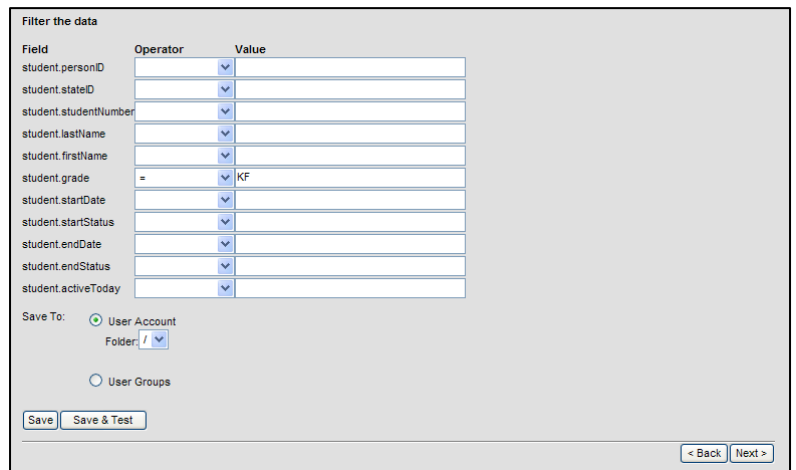 Filter the data
Field Operator Value
student.personID
student.stateID
student.studentNumber
student.lastName
student.firstName
student.grade = KF
student.startDate
student.startStatus
student.endDate
student.endStatus
student.activeToday
Save To: User Account
Folder: /
User Groups
Save Save & Test
< Back Next >